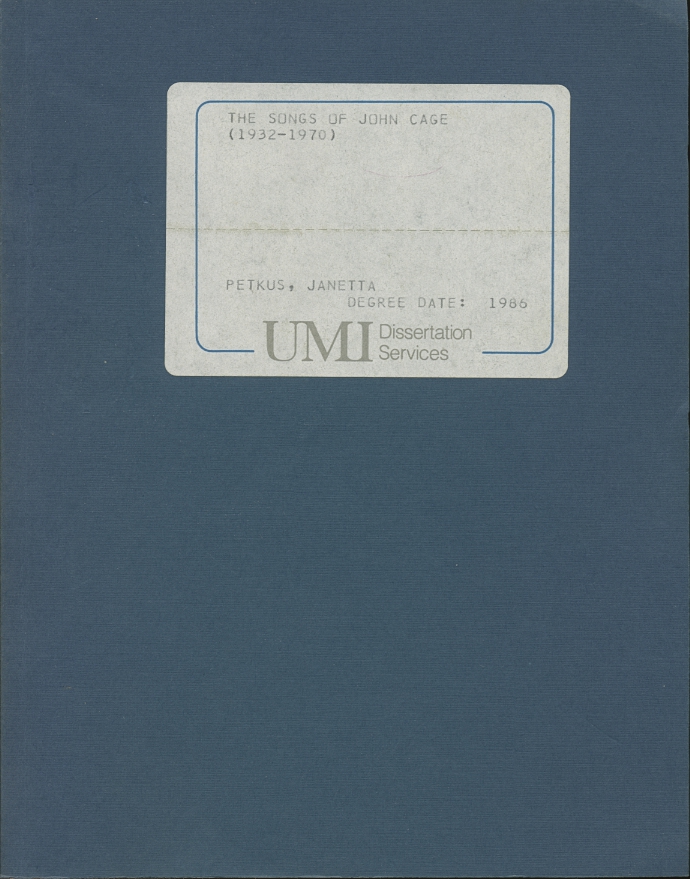 THE SONGS OF JOHN CAGE
(1932-1970)
PETKUS, JANETTA
DEGREE DATE: 1986
UMI Dissertation
Services